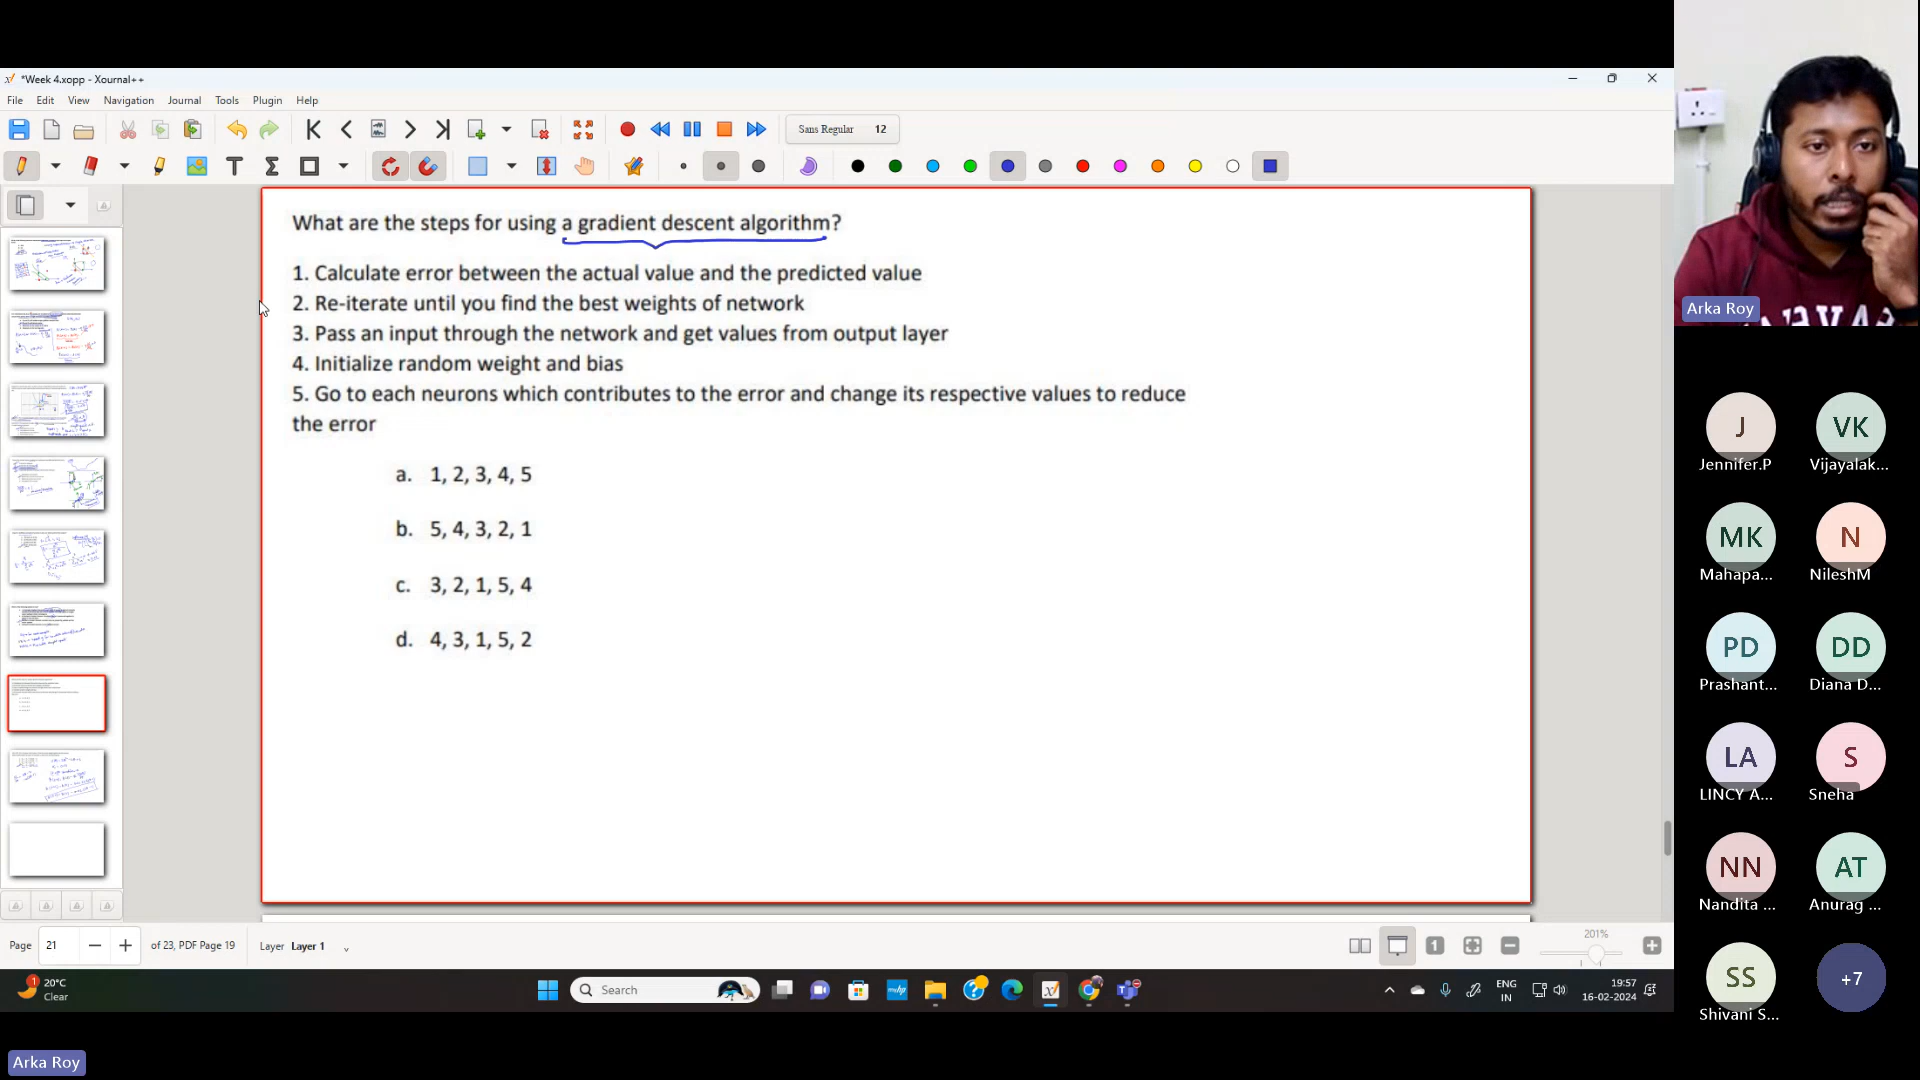 *Week 4.xopp - Xournal++
File Edit View Navigation Journal Tools Plugin Help
Sans Regular 12
What are the steps for using a gradient descent algorithm?
1. Calculate error between the actual value and the predicted value
2. Re-iterate until you find the best weights of network
3. Pass an input through the network and get values from output layer
4. Initialize random weight and bias
5. Go to each neurons which contributes to the error and change its respective values to reduce
the error
a. 1, 2, 3, 4, 5
b. 5, 4, 3, 2, 1
c. 3, 2, 1, 5, 4
d. 4, 3, 1, 5, 2
Page 21 of 23, PDF Page 19 Layer Layer 1
201%
1
20°C
Clear
Search
ENG
IN
19:57
16-02-2024
Arka Roy
Arka Roy
J
Jennifer.P
VK
Vijayalak...
MK
Mahapa...
N
NileshM
PD
Prashant...
DD
Diana D...
LA
LINCY A...
S
Sneha
NN
Nandita ...
AT
Anurag ...
SS
Shivani S...
+7